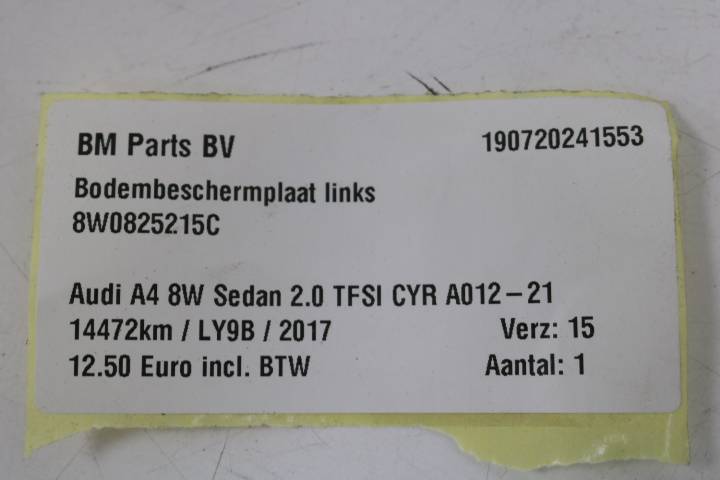 BM Parts BV 190720241553
Bodembeschermplaat links
8W0825215C
Audi A4 8W Sedan 2.0 TFSI CYR A012-21
14472km / LY9B / 2017 Verz: 15
12.50 Euro incl. BTW Aantal: 1